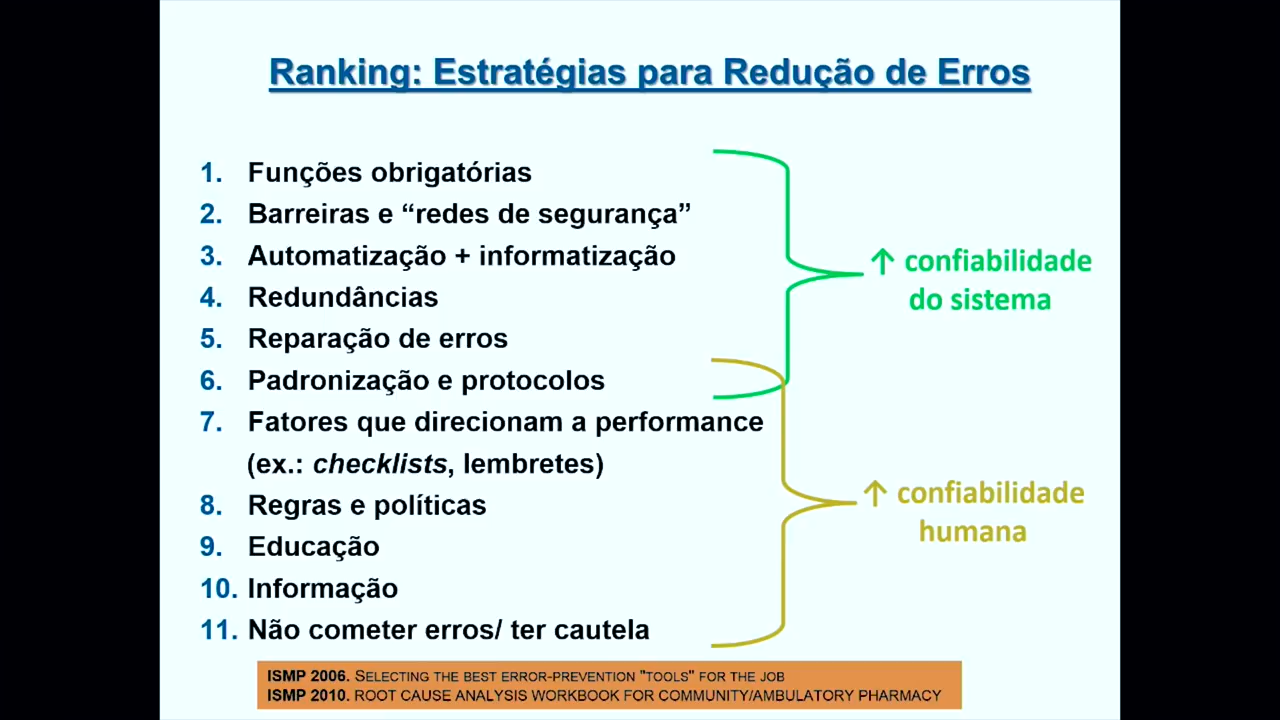 Ranking: Estratégias para Redução de Erros
1. Funções obrigatórias
2. Barreiras e “redes de segurança”
3. Automatização + informatização
4. Redundâncias
5. Reparação de erros
6. Padronização e protocolos
7. Fatores que direcionam a performance
(ex.: checklists, lembretes)
8. Regras e políticas
9. Educação
10. Informação
11. Não cometer erros/ ter cautela
↑ confiabilidade
do sistema
↑ confiabilidade
humana
ISMP 2006. SELECTING THE BEST ERROR-PREVENTION "TOOLS" FOR THE JOB
ISMP 2010. ROOT CAUSE ANALYSIS WORKBOOK FOR COMMUNITY/AMBULATORY PHARMACY